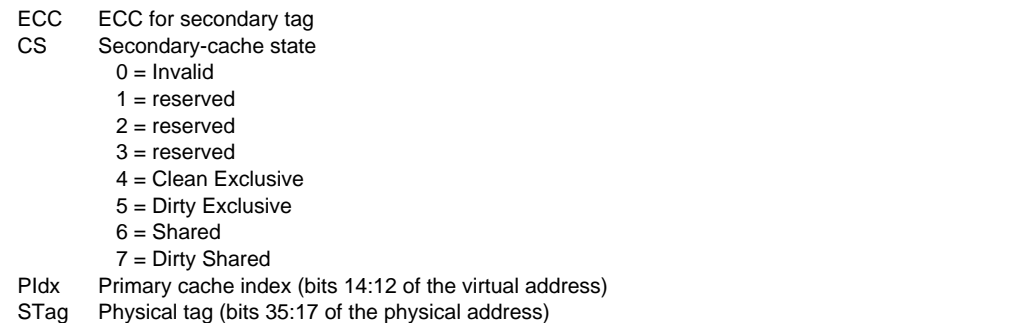 ECC ECC for secondary tag
CS Secondary-cache state
0 = Invalid
1 = reserved
2 = reserved
3 = reserved
4 = Clean Exclusive
5 = Dirty Exclusive
6 = Shared
7 = Dirty Shared
PIdx Primary cache index (bits 14:12 of the virtual address)
STag Physical tag (bits 35:17 of the physical address)